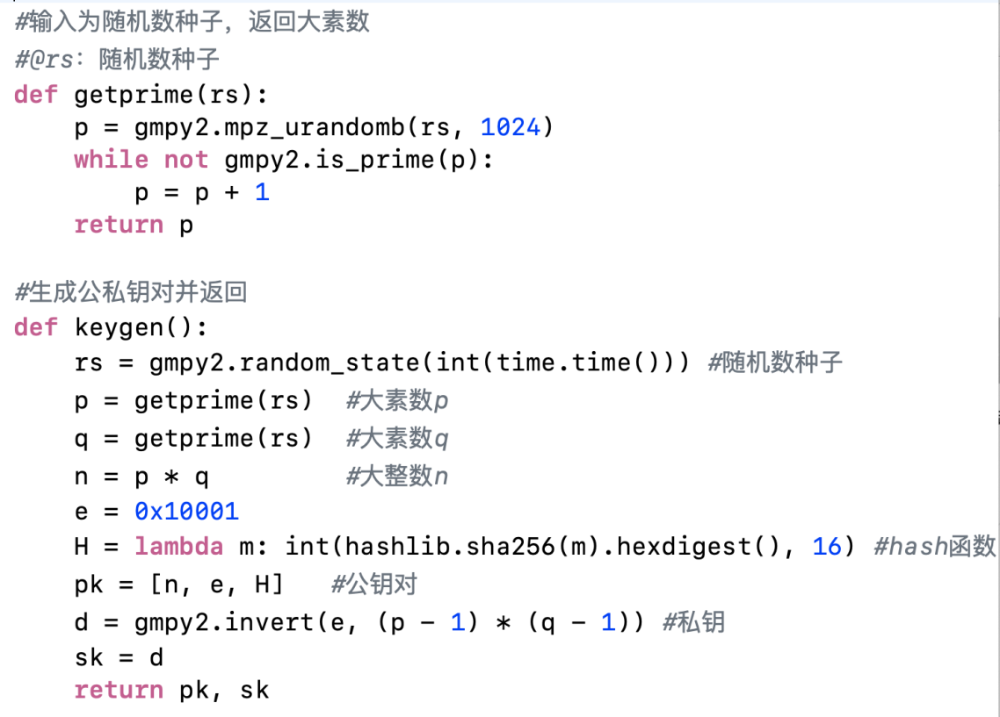 #输入为随机数种子，返回大素数
#@rs：随机数种子
def getprime(rs):
    p = gmpy2.mpz_urandomb(rs, 1024)
    while not gmpy2.is_prime(p):
        p = p + 1
    return p
#生成公私钥对并返回
def keygen():
    rs = gmpy2.random_state(int(time.time())) #随机数种子
    p = getprime(rs)  #大素数p
    q = getprime(rs)  #大素数q
    n = p * q         #大整数n
    e = 0x10001
    H = lambda m: int(hashlib.sha256(m).hexdigest(), 16) #hash函数
    pk = [n, e, H]   #公钥对
    d = gmpy2.invert(e, (p - 1) * (q - 1)) #私钥
    sk = d
    return pk, sk